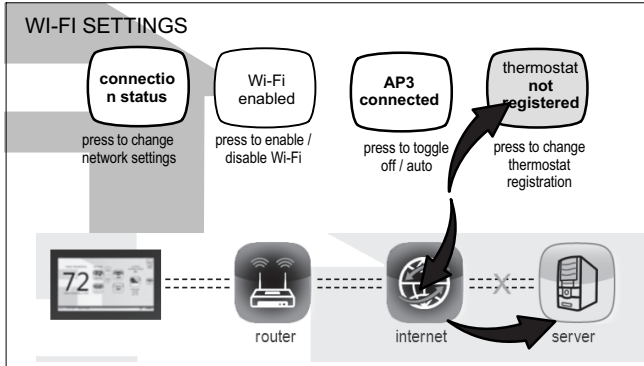 WI-FI SETTINGS
connectio
n status
Wi-Fi
enabled
AP3
connected
thermostat
not
registered
press to change
network settings
press to enable /
disable Wi-Fi
press to toggle
off / auto
press to change
thermostat
registration
72
X
router
internet
server